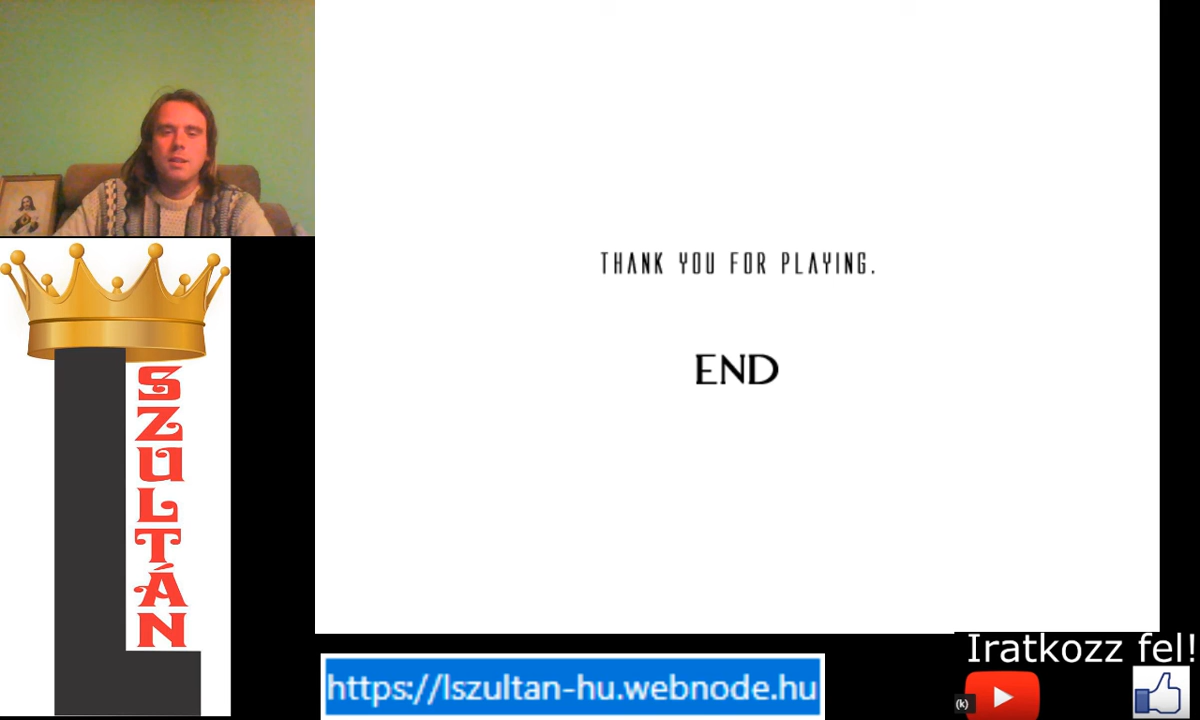 THANK YOU FOR PLAYING.
END
L
SZULTÁN
https://lszultan-hu.webnode.hu
Iratkozz fel!
(k)